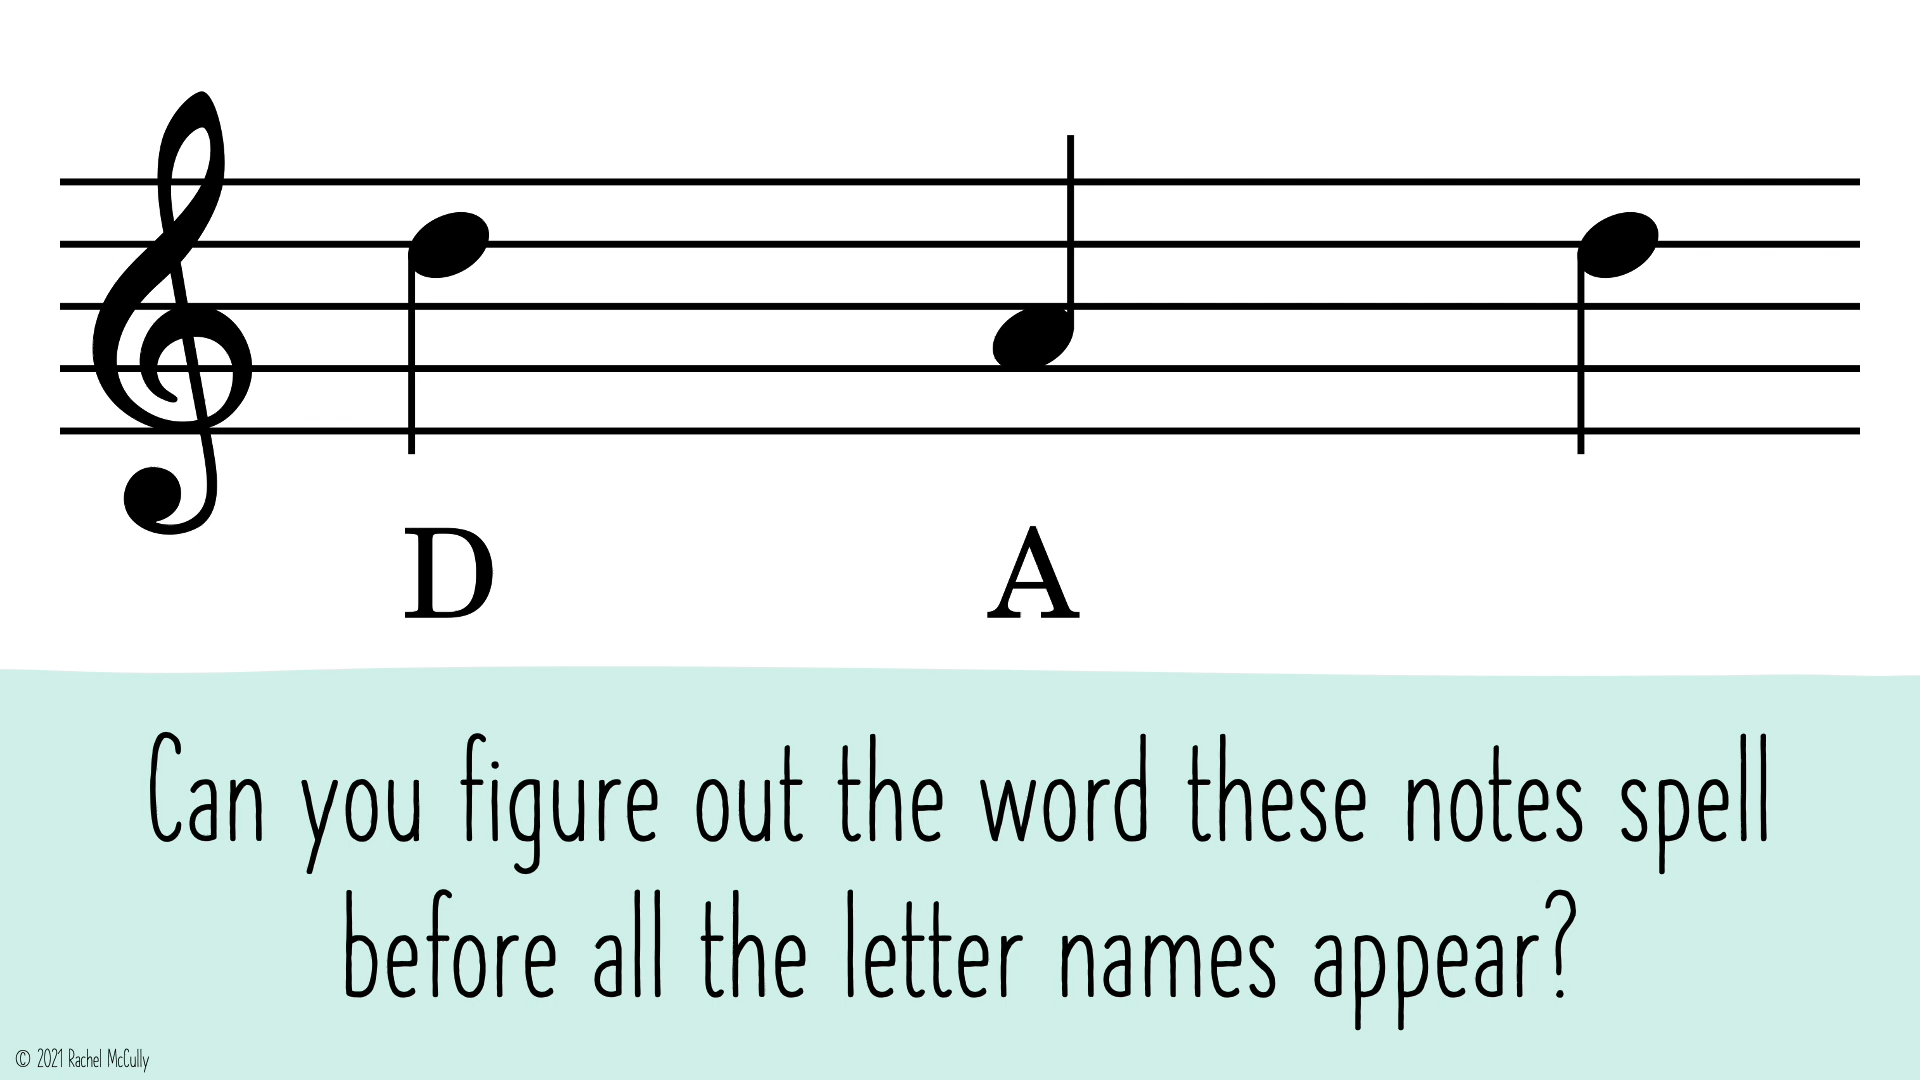 D A
Can you figure out the word these notes spell
before all the letter names appear?
© 2021 Rachel McCully